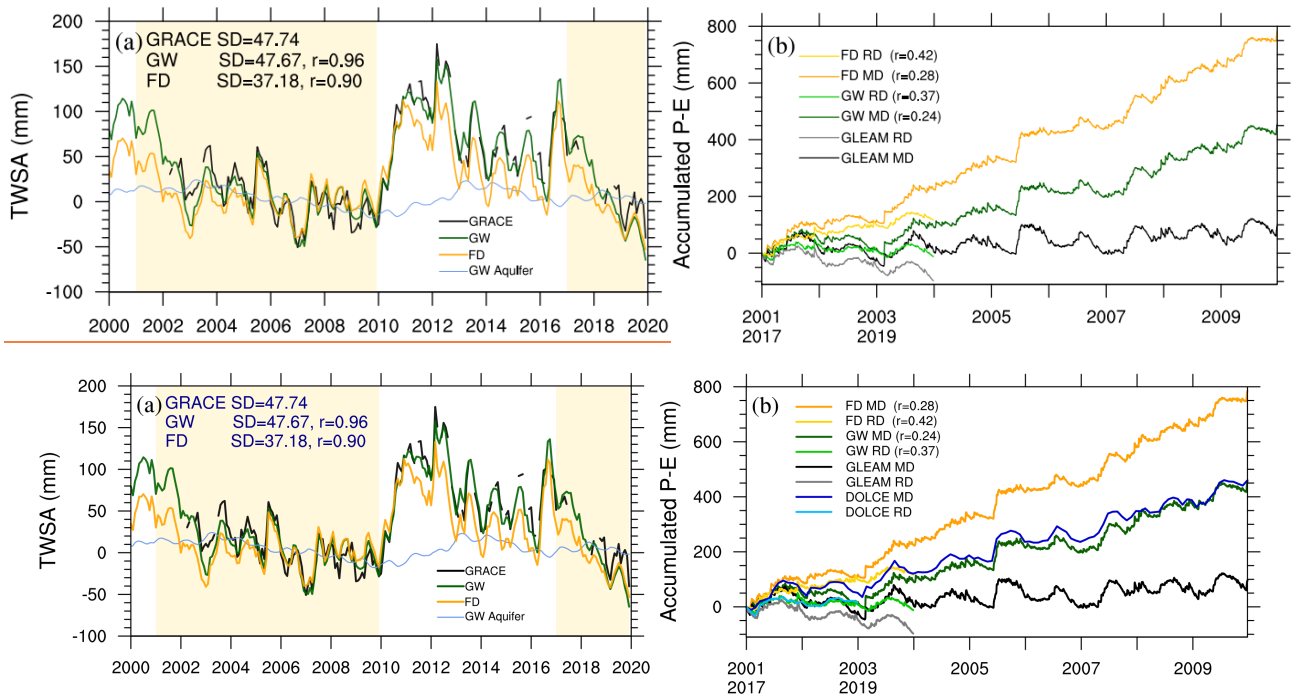 (a) GRACE SD=47.74
GW SD=47.67, r=0.96
FD SD=37.18, r=0.90
TWSA (mm)
200
150
100
50
0
-50
-100
GRACE
GW
FD
GW Aquifer
2000 2002 2004 2006 2008 2010 2012 2014 2016 2018 2020
(b)
FD RD (r=0.42)
FD MD (r=0.28)
GW RD (r=0.37)
GW MD (r=0.24)
GLEAM RD
GLEAM MD
Accumulated P-E (mm)
800
600
400
200
0
2001 2003 2005 2007 2009
2017 2019
(a) GRACE SD=47.74
GW SD=47.67, r=0.96
FD SD=37.18, r=0.90
TWSA (mm)
200
150
100
50
0
-50
-100
GRACE
GW
FD
GW Aquifer
2000 2002 2004 2006 2008 2010 2012 2014 2016 2018 2020
(b)
FD MD (r=0.28)
FD RD (r=0.42)
GW MD (r=0.24)
GW RD (r=0.37)
GLEAM MD
GLEAM RD
DOLCE MD
DOLCE RD
Accumulated P-E (mm)
800
600
400
200
0
2001 2003 2005 2007 2009
2017 2019